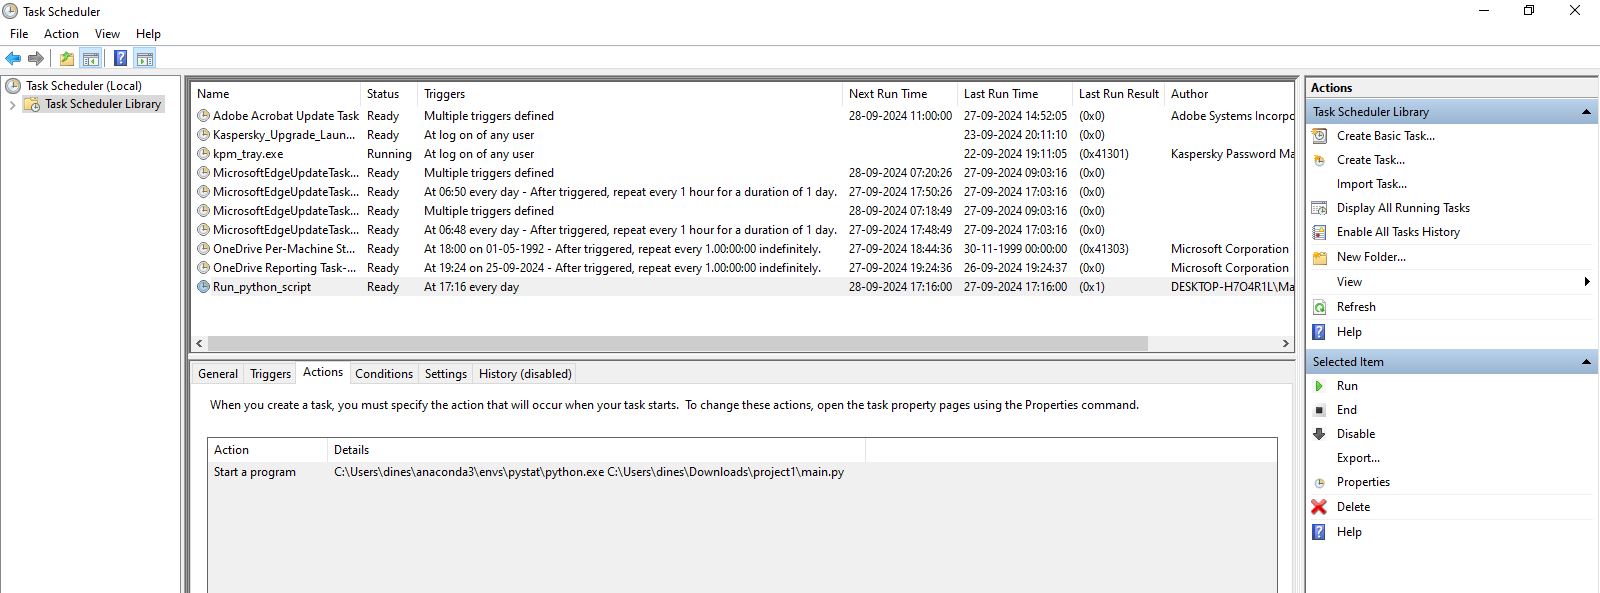 Task Scheduler
File Action View Help
Task Scheduler (Local)
Task Scheduler Library
Name Status Triggers Next Run Time Last Run Time Last Run Result Author
Adobe Acrobat Update Task Ready Multiple triggers defined 28-09-2024 11:00:00 27-09-2024 14:52:05 (0x0) Adobe Systems Incorpo
Kaspersky_Upgrade_Laun... Ready At log on of any user 23-09-2024 20:11:10 (0x0)
kpm_tray.exe Running At log on of any user 22-09-2024 19:11:05 (0x41301) Kaspersky Password Ma
MicrosoftEdgeUpdateTask... Ready Multiple triggers defined 28-09-2024 07:20:26 27-09-2024 09:03:16 (0x0)
MicrosoftEdgeUpdateTask... Ready At 06:50 every day - After triggered, repeat every 1 hour for a duration of 1 day. 27-09-2024 17:50:26 27-09-2024 17:03:16 (0x0)
MicrosoftEdgeUpdateTask... Ready Multiple triggers defined 28-09-2024 07:18:49 27-09-2024 09:03:16 (0x0)
MicrosoftEdgeUpdateTask... Ready At 06:48 every day - After triggered, repeat every 1 hour for a duration of 1 day. 27-09-2024 17:48:49 27-09-2024 17:03:16 (0x0)
OneDrive Per-Machine St... Ready At 18:00 on 01-05-1992 - After triggered, repeat every 1.00:00:00 indefinitely. 27-09-2024 18:44:36 30-11-1999 00:00:00 (0x41303) Microsoft Corporation
OneDrive Reporting Task-... Ready At 19:24 on 25-09-2024 - After triggered, repeat every 1.00:00:00 indefinitely. 27-09-2024 19:24:36 26-09-2024 19:24:37 (0x0) Microsoft Corporation
Run_python_script Ready At 17:16 every day 28-09-2024 17:16:00 27-09-2024 17:16:00 (0x1) DESKTOP-H7O4R1L\Ma
General Triggers Actions Conditions Settings History (disabled)
When you create a task, you must specify the action that will occur when your task starts. To change these actions, open the task property pages using the Properties command.
Action Details
Start a program C:\Users\dines\anaconda3\envs\pystat\python.exe C:\Users\dines\Downloads\project1\main.py
Actions
Task Scheduler Library
Create Basic Task...
Create Task...
Import Task...
Display All Running Tasks
Enable All Tasks History
New Folder...
View
Refresh
Help
Selected Item
Run
End
Disable
Export...
Properties
Delete
Help